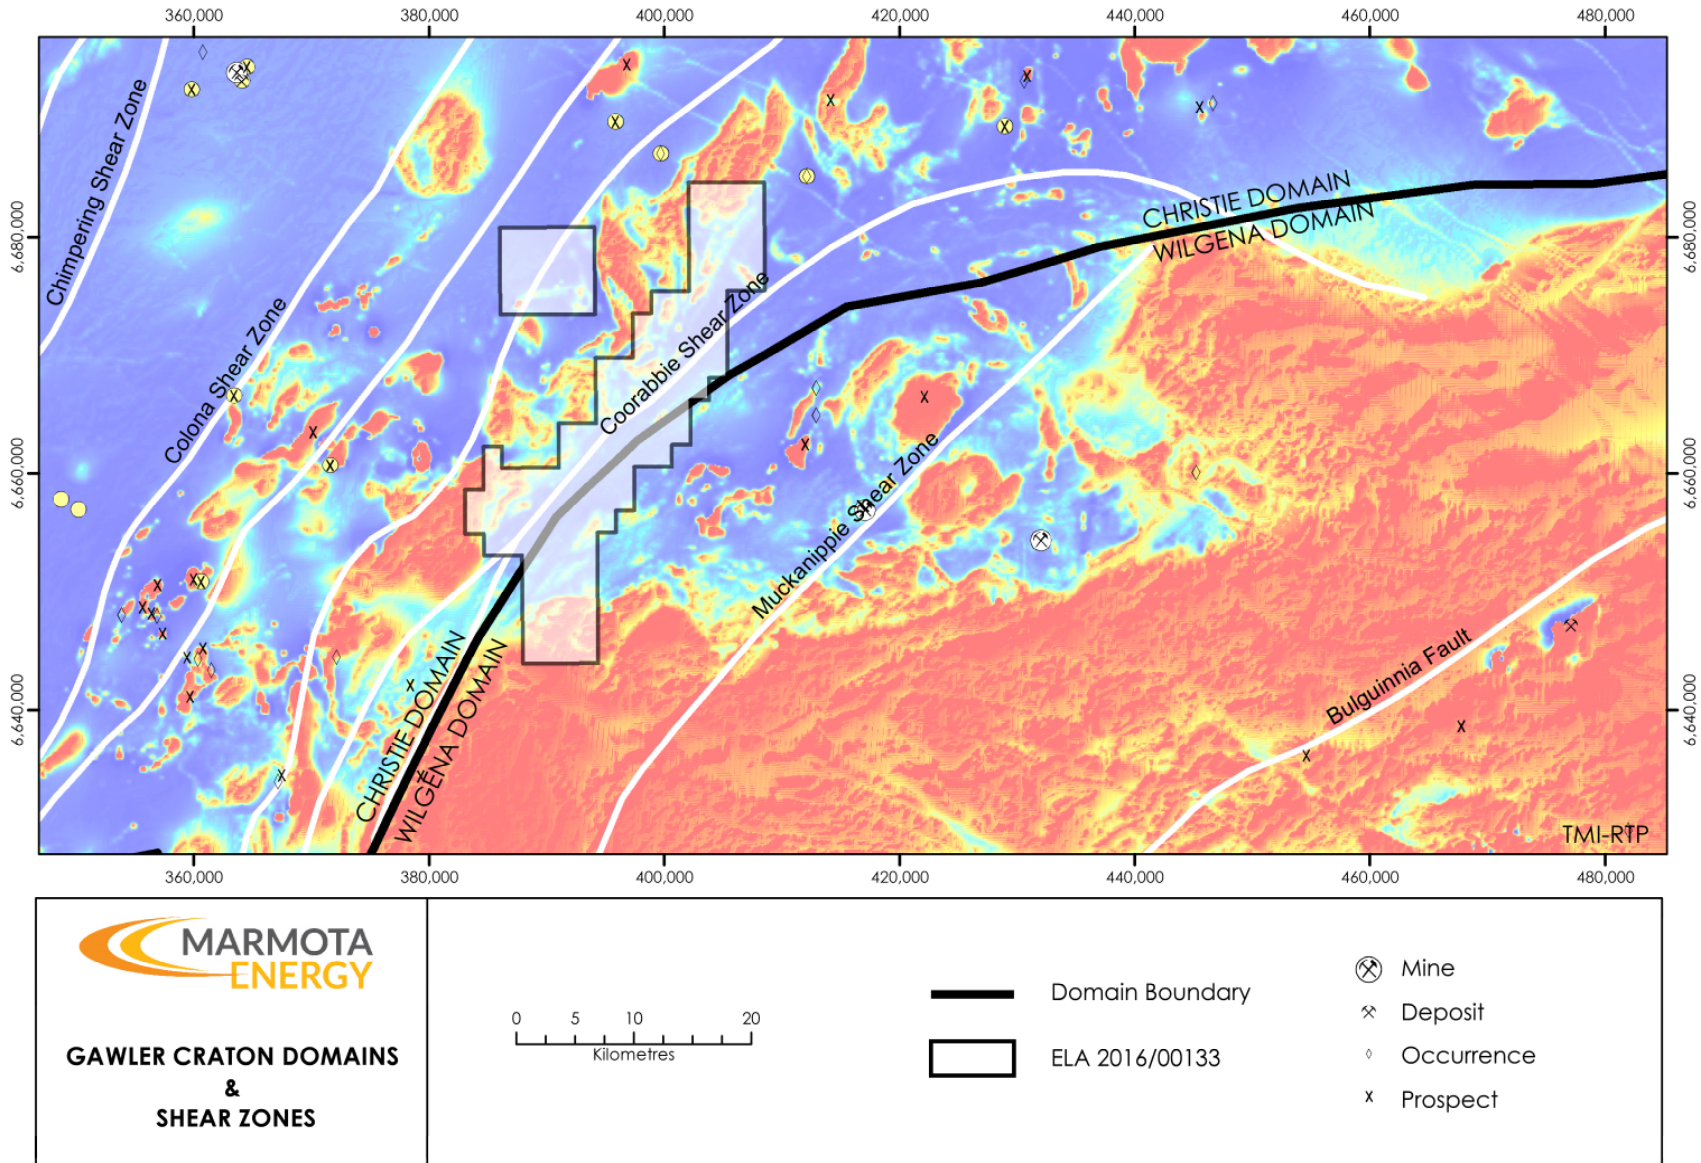 360,000
380,000
400,000
420,000
440,000
460,000
480,000
6,680,000
6,660,000
6,640,000
6,680,000
6,660,000
6,640,000
Chimpering Shear Zone
Colona Shear Zone
Coorabbie Shear Zone
Muckanippie Shear Zone
Bulguinnia Fault
CHRISTIE DOMAIN
WILGENA DOMAIN
CHRISTIE DOMAIN
WILGENA DOMAIN
TMI-RTP
360,000
380,000
400,000
420,000
440,000
460,000
480,000
MARMOTA
ENERGY
GAWLER CRATON DOMAINS
&
SHEAR ZONES
0 5 10 20
Kilometres
Domain Boundary
ELA 2016/00133
Mine
Deposit
Occurrence
Prospect